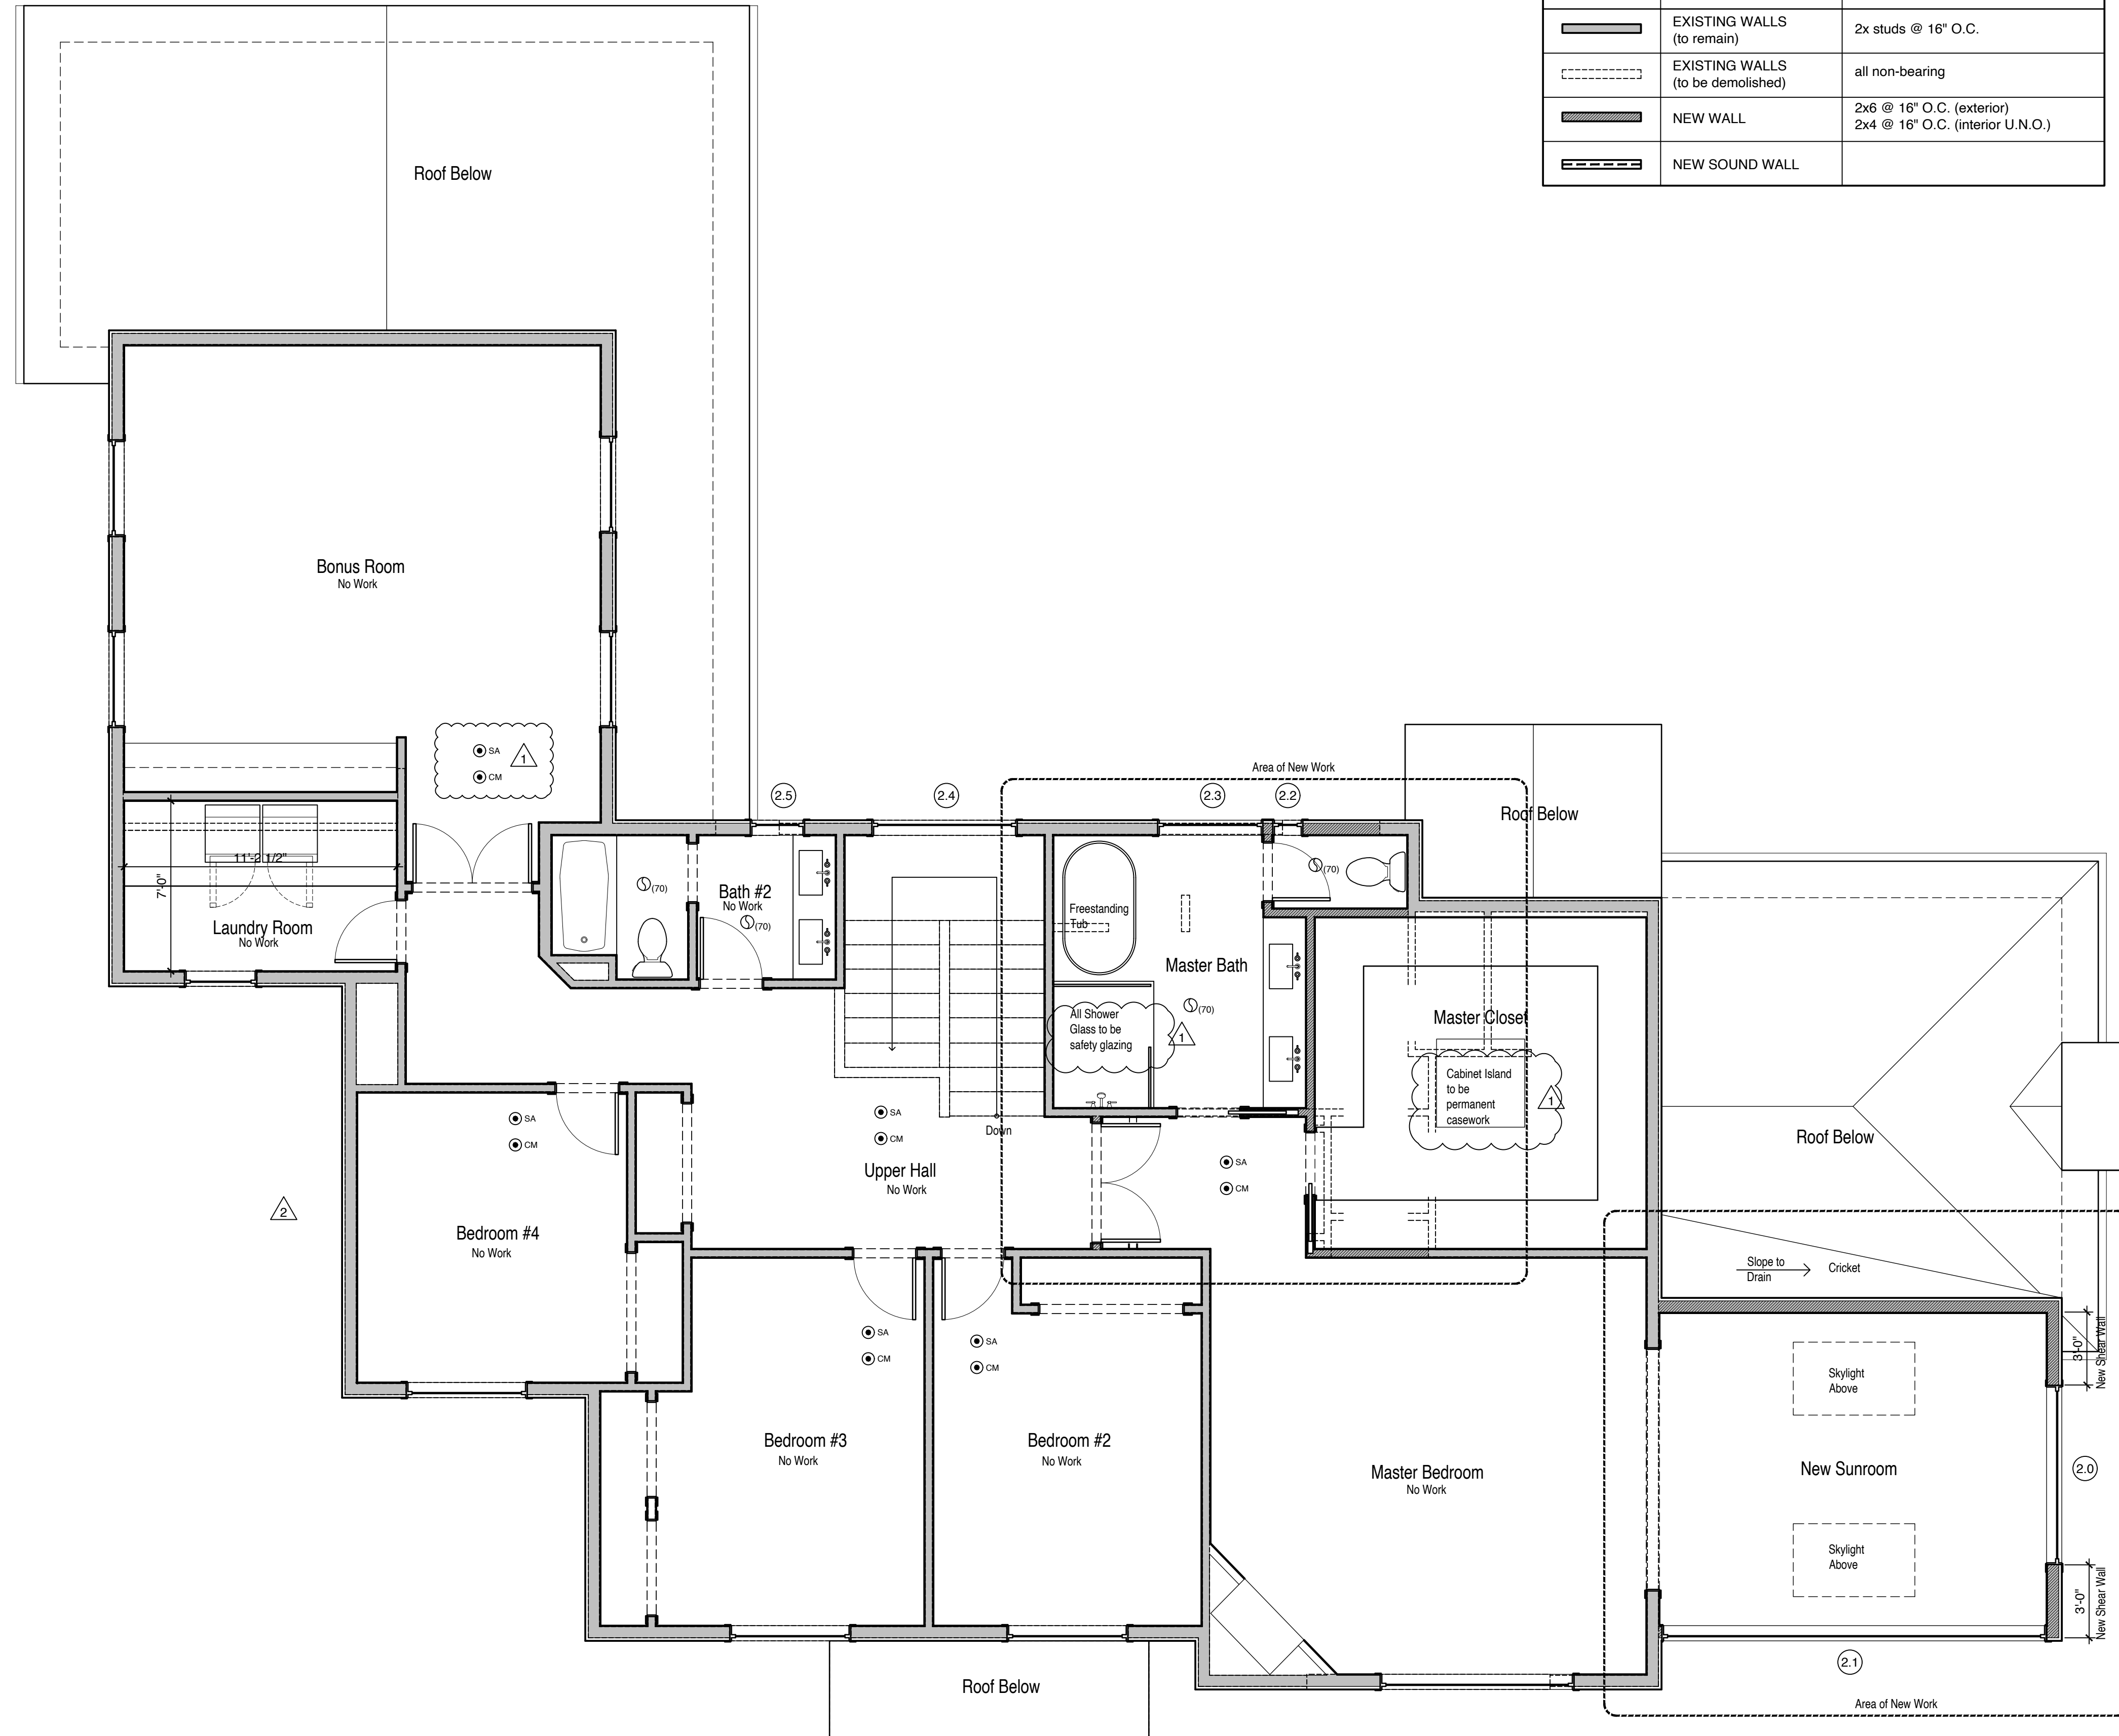 EXISTING WALLS
(to remain)
2x studs @ 16" O.C.
EXISTING WALLS
(to be demolished)
all non-bearing
NEW WALL
2x6 @ 16" O.C. (exterior)
2x4 @ 16" O.C. (interior U.N.O.)
NEW SOUND WALL
Roof Below
Bonus Room
No Work
SA
1
CM
Area of New Work
2.5
2.4
2.3
2.2
Roof Below
11'-2 1/2"
7'-0"
Laundry Room
No Work
(70)
Bath #2
No Work
(70)
Freestanding
Tub
(70)
Master Bath
(70)
All Shower
Glass to be
safety glazing
1
Master Closet
Cabinet Island
to be
permanent
casework
1
Roof Below
SA
CM
SA
CM
Down
Upper Hall
No Work
SA
CM
2
Bedroom #4
No Work
Slope to
Drain
Cricket
SA
CM
SA
CM
3'-0"
New Shear Wall
Skylight
Above
Bedroom #3
No Work
Bedroom #2
No Work
Master Bedroom
No Work
New Sunroom
2.0
Skylight
Above
3'-0"
New Shear Wall
2.1
Roof Below
Area of New Work